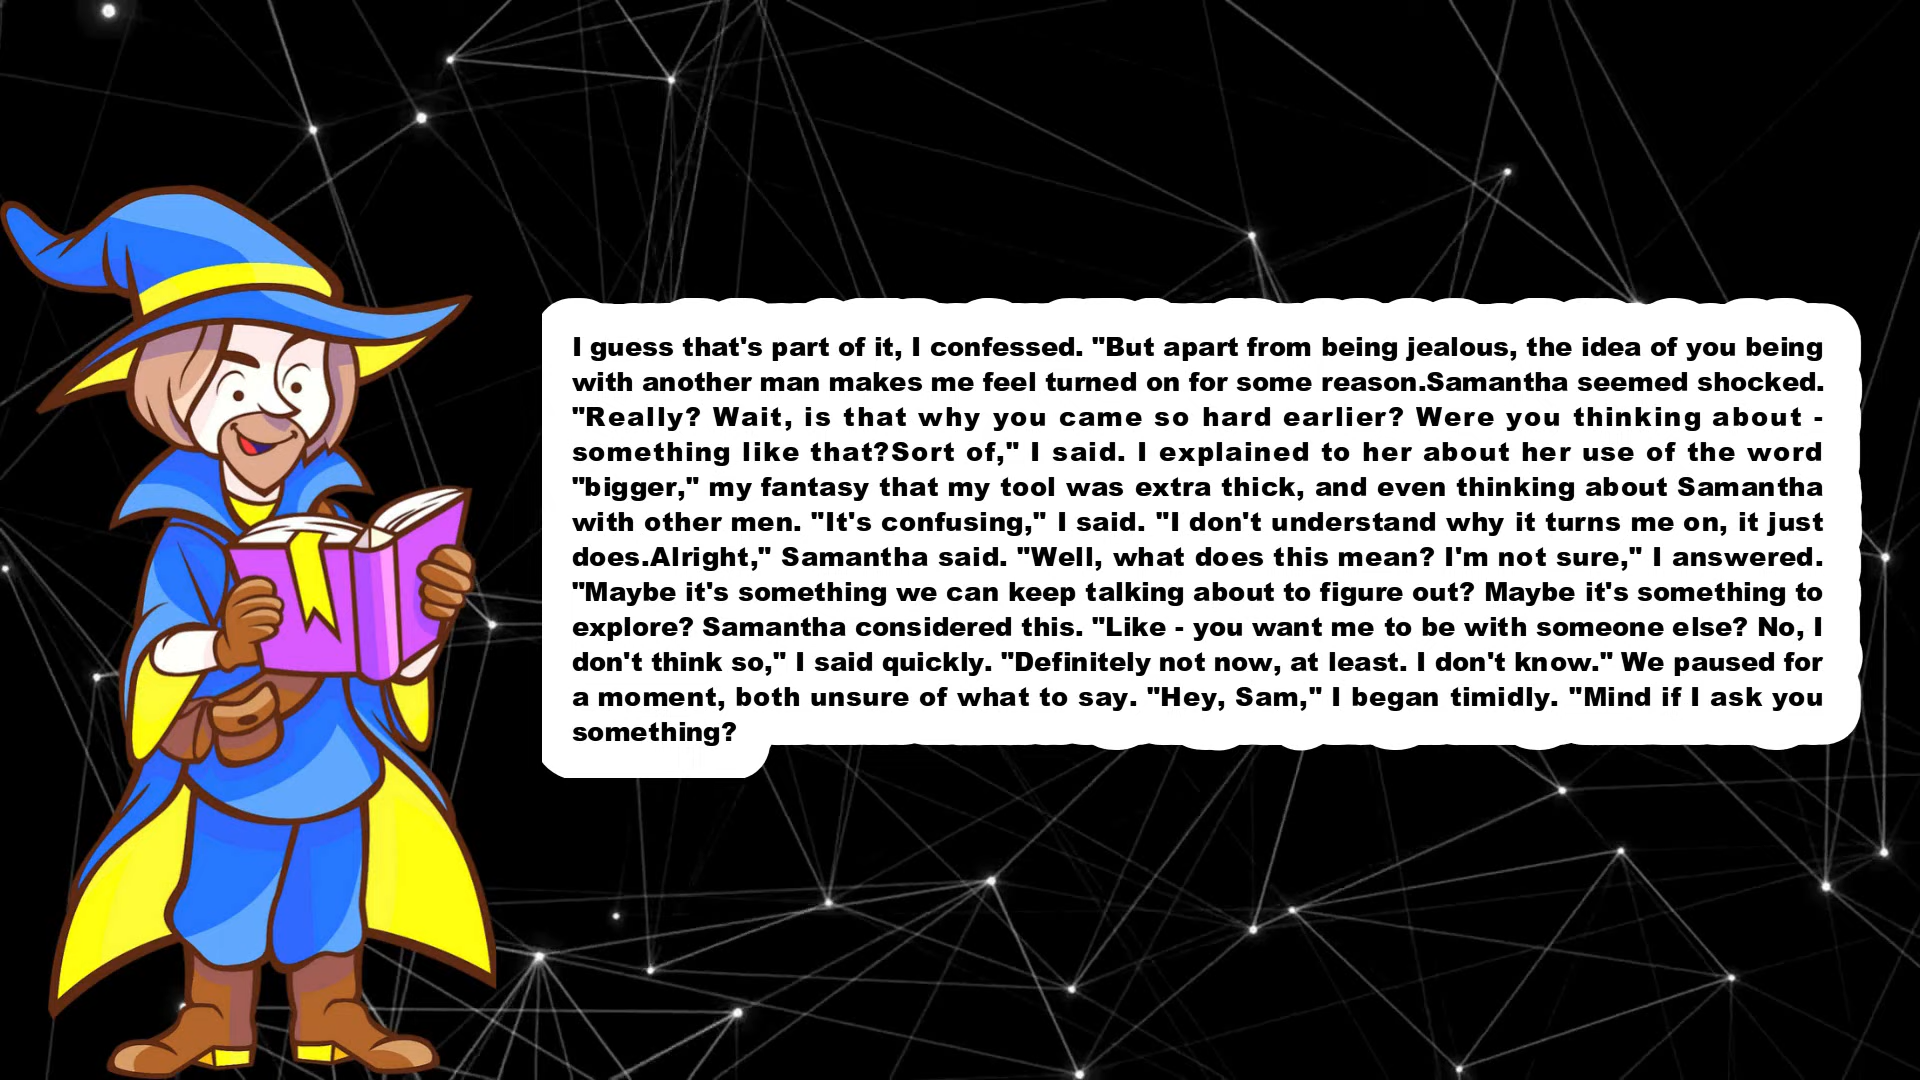 I guess that's part of it, I confessed. "But apart from being jealous, the idea of you being
with another man makes me feel turned on for some reason.Samantha seemed shocked.
"Really? Wait, is that why you came so hard earlier? Were you thinking about -
something like that?Sort of," I said. I explained to her about her use of the word
"bigger," my fantasy that my tool was extra thick, and even thinking about Samantha
with other men. "It's confusing," I said. "I don't understand why it turns me on, it just
does.Alright," Samantha said. "Well, what does this mean? I'm not sure," I answered.
"Maybe it's something we can keep talking about to figure out? Maybe it's something to
explore? Samantha considered this. "Like - you want me to be with someone else? No, I
don't think so," I said quickly. "Definitely not now, at least. I don't know." We paused for
a moment, both unsure of what to say. "Hey, Sam," I began timidly. "Mind if I ask you
something?